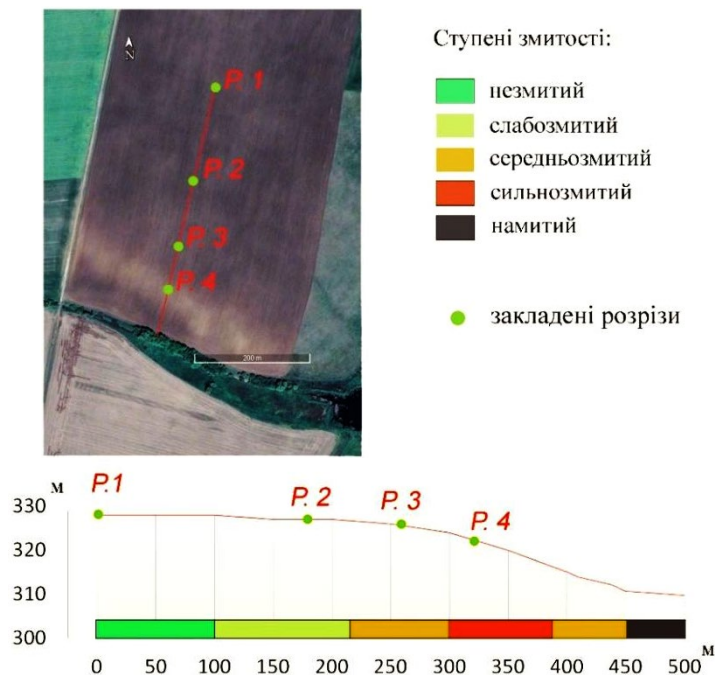 N
P. 1
P. 2
P. 3
P. 4
200 m
Ступені змитості:
незмитий
слабозмитий
середньозмитий
сильнозмитий
намитий
закладені розрізи
м
330
320
310
300
P.1
P. 2
P. 3
P. 4
0 50 100 150 200 250 300 350 400 450 500
м